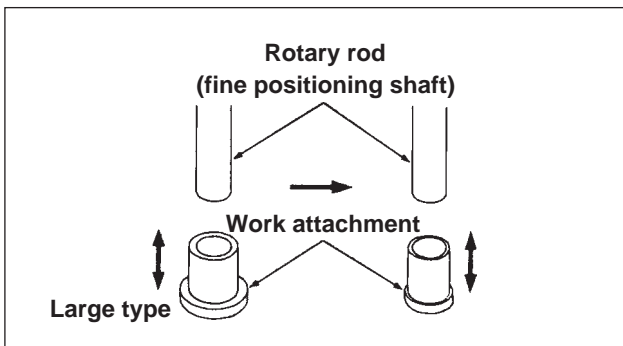 Rotary rod
(fine positioning shaft)
Work attachment
Large type